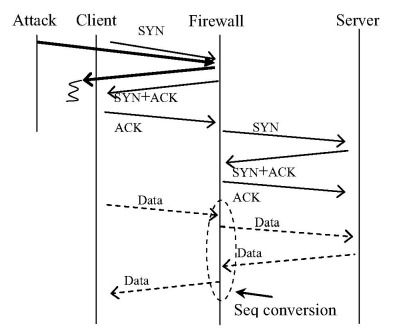 Attack Client Firewall Server
SYN
SYN+ACK
ACK
SYN
SYN+ACK
ACK
Data
Data
Data
Data
Seq conversion